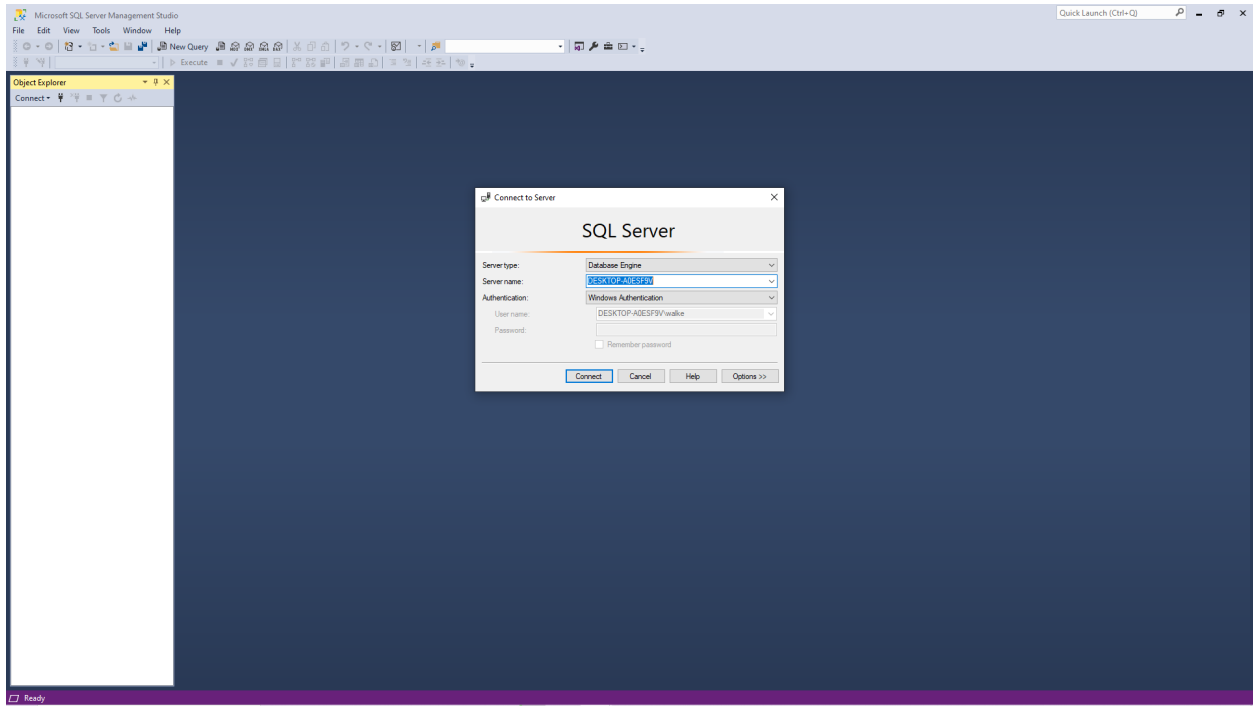 Microsoft SQL Server Management Studio
Quick Launch (Ctrl+Q)
File Edit View Tools Window Help
New Query
Execute
Object Explorer
Connect
Connect to Server
SQL Server
Server type: Database Engine
Server name: DESKTOP-A0ESF9V
Authentication: Windows Authentication
User name: DESKTOP-A0ESF9V\walke
Password:
Remember password
Connect Cancel Help Options >>
Ready